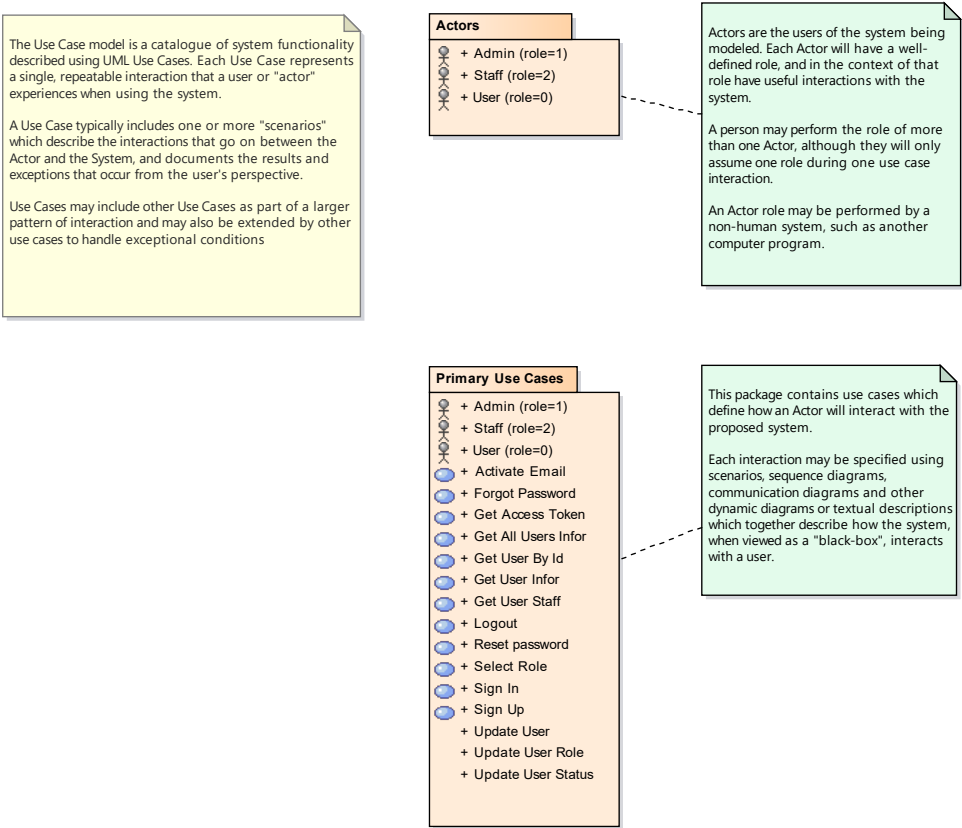 The Use Case model is a catalogue of system functionality
described using UML Use Cases. Each Use Case represents
a single, repeatable interaction that a user or "actor"
experiences when using the system.
A Use Case typically includes one or more "scenarios"
which describe the interactions that go on between the
Actor and the System, and documents the results and
exceptions that occur from the user's perspective.
Use Cases may include other Use Cases as part of a larger
pattern of interaction and may also be extended by other
use cases to handle exceptional conditions
Actors
+ Admin (role=1)
+ Staff (role=2)
+ User (role=0)
Actors are the users of the system being
modeled. Each Actor will have a well-
defined role, and in the context of that
role have useful interactions with the
system.
A person may perform the role of more
than one Actor, although they will only
assume one role during one use case
interaction.
An Actor role may be performed by a
non-human system, such as another
computer program.
Primary Use Cases
+ Admin (role=1)
+ Staff (role=2)
+ User (role=0)
+ Activate Email
+ Forgot Password
+ Get Access Token
+ Get All Users Infor
+ Get User By Id
+ Get User Infor
+ Get User Staff
+ Logout
+ Reset password
+ Select Role
+ Sign In
+ Sign Up
+ Update User
+ Update User Role
+ Update User Status
This package contains use cases which
define how an Actor will interact with the
proposed system.
Each interaction may be specified using
scenarios, sequence diagrams,
communication diagrams and other
dynamic diagrams or textual descriptions
which together describe how the system,
when viewed as a "black-box", interacts
with a user.